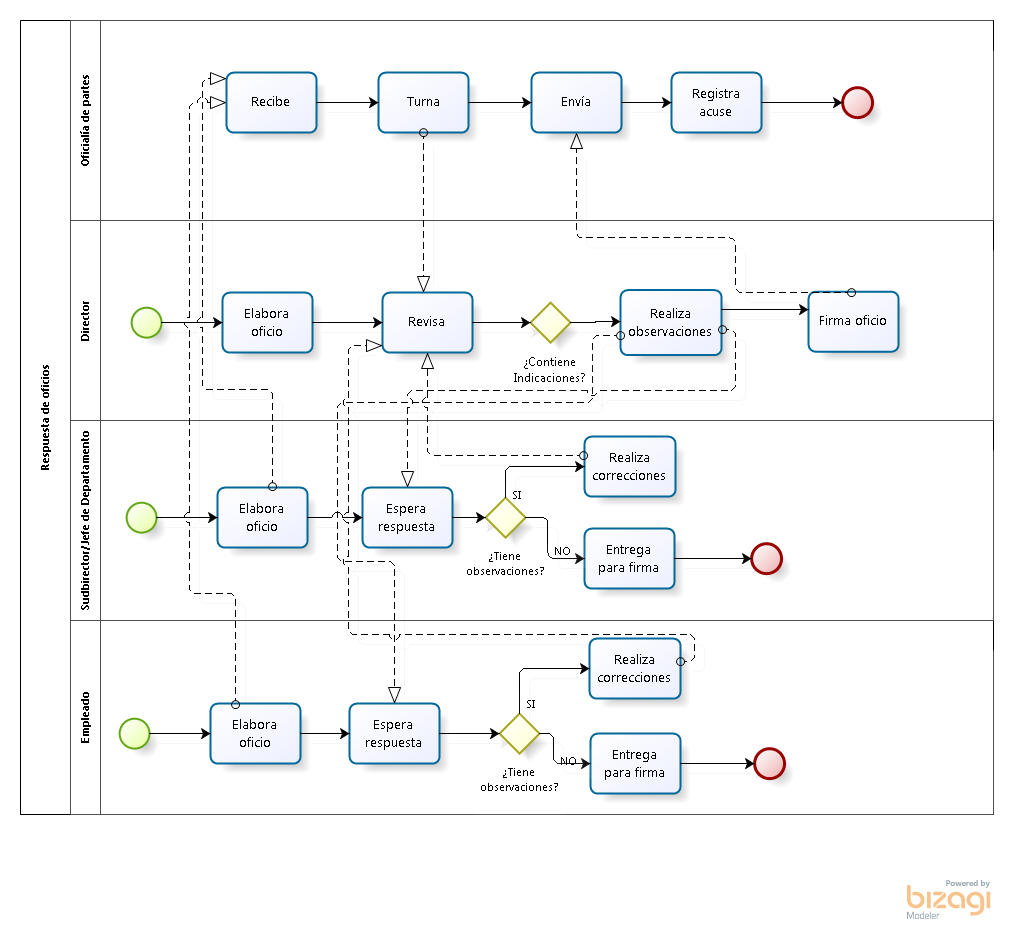 Respuesta de oficios
Oficialía de partes
Recibe
Turna
Envía
Registra
acuse
Director
Elabora
oficio
Revisa
¿Contiene
Indicaciones?
Realiza
observaciones
Firma oficio
Sudbirector/Jefe de Departamento
Elabora
oficio
Espera
respuesta
¿Tiene
observaciones?
SI
NO
Realiza
correcciones
Entrega
para firma
Empleado
Elabora
oficio
Espera
respuesta
¿Tiene
observaciones?
SI
NO
Realiza
correcciones
Entrega
para firma
Powered by
bizagi
Modeler